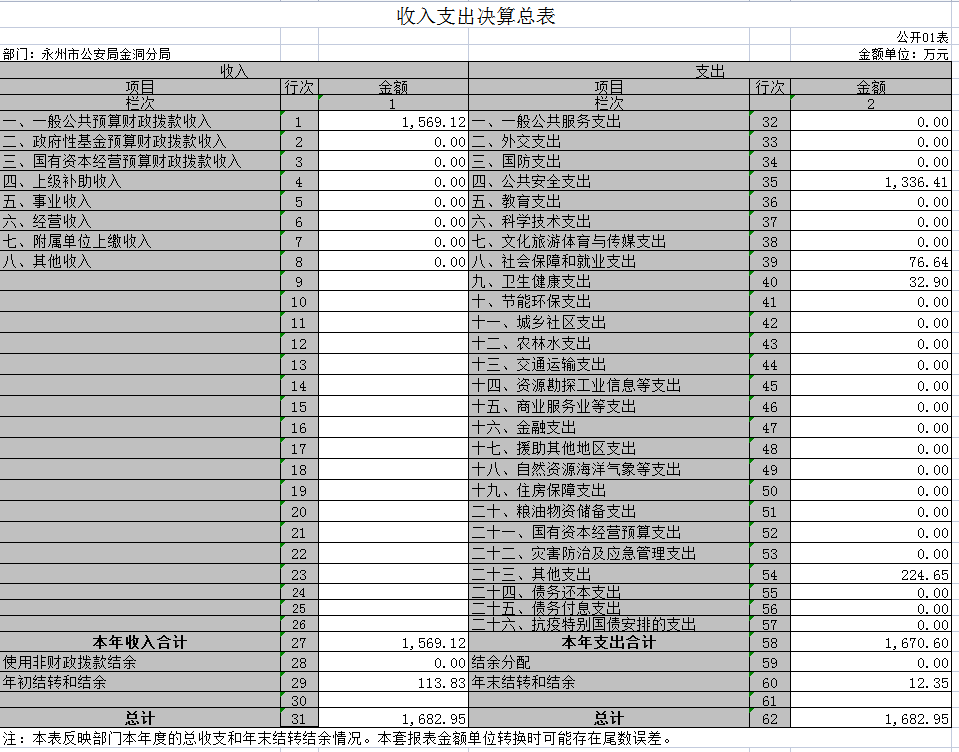 收入支出决算总表
公开01表
部门：永州市公安局金洞分局 金额单位：万元
收入 支出
项目 行次 金额 项目 行次 金额
栏次 1 栏次 2
一、一般公共预算财政拨款收入 1 1,569.12 一、一般公共服务支出 32 0.00
二、政府性基金预算财政拨款收入 2 0.00 二、外交支出 33 0.00
三、国有资本经营预算财政拨款收入 3 0.00 三、国防支出 34 0.00
四、上级补助收入 4 0.00 四、公共安全支出 35 1,336.41
五、事业收入 5 0.00 五、教育支出 36 0.00
六、经营收入 6 0.00 六、科学技术支出 37 0.00
七、附属单位上缴收入 7 0.00 七、文化旅游体育与传媒支出 38 0.00
八、其他收入 8 0.00 八、社会保障和就业支出 39 76.64
9 九、卫生健康支出 40 32.90
10 十、节能环保支出 41 0.00
11 十一、城乡社区支出 42 0.00
12 十二、农林水支出 43 0.00
13 十三、交通运输支出 44 0.00
14 十四、资源勘探工业信息等支出 45 0.00
15 十五、商业服务业等支出 46 0.00
16 十六、金融支出 47 0.00
17 十七、援助其他地区支出 48 0.00
18 十八、自然资源海洋气象等支出 49 0.00
19 十九、住房保障支出 50 0.00
20 二十、粮油物资储备支出 51 0.00
21 二十一、国有资本经营预算支出 52 0.00
22 二十二、灾害防治及应急管理支出 53 0.00
23 二十三、其他支出 54 224.65
24 二十四、债务还本支出 55 0.00
25 二十五、债务付息支出 56 0.00
26 二十六、抗疫特别国债安排的支出 57 0.00
本年收入合计 27 1,569.12 本年支出合计 58 1,670.60
使用非财政拨款结余 28 0.00 结余分配 59 0.00
年初结转和结余 29 113.83 年末结转和结余 60 12.35
30 61
总计 31 1,682.95 总计 62 1,682.95
注：本表反映部门本年度的总收支和年末结转结余情况。本套报表金额单位转换时可能存在尾数误差。